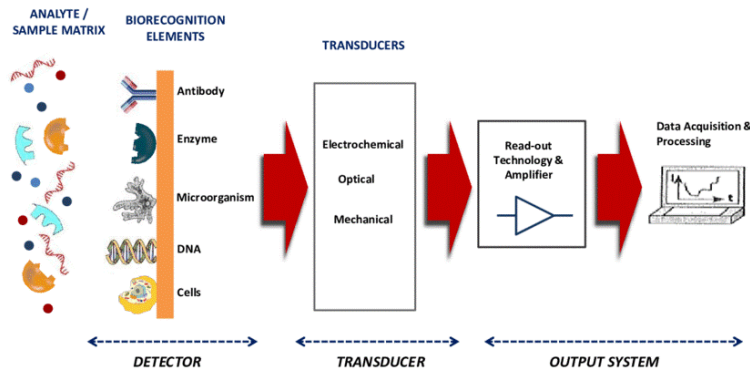 ANALYTE /
SAMPLE MATRIX
BIORECOGNITION
ELEMENTS
TRANSDUCERS
Antibody
Enzyme
Microorganism
DNA
Cells
Electrochemical
Optical
Mechanical
Read-out
Technology &
Amplifier
Data Acquisition &
Processing
I
t
DETECTOR
TRANSDUCER
OUTPUT SYSTEM